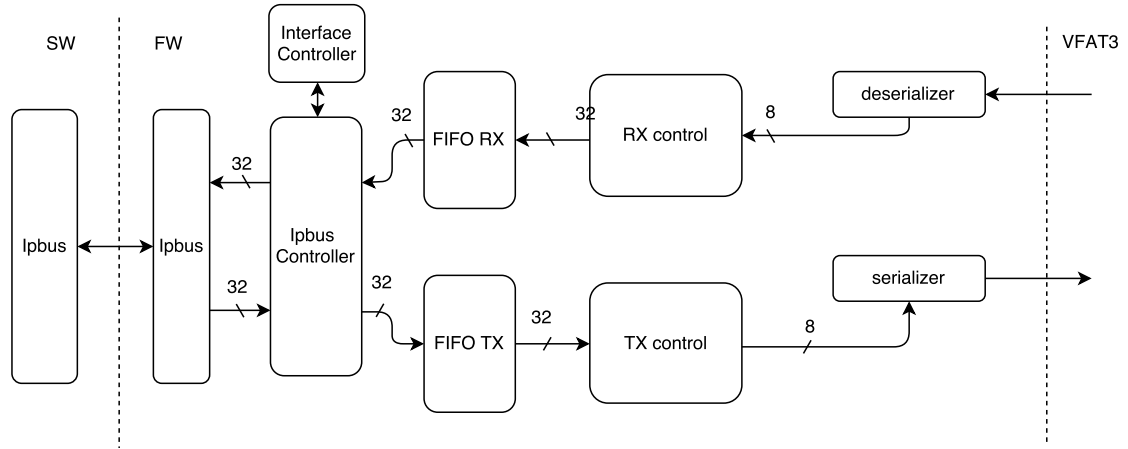 SW
FW
Interface
Controller
VFAT3
32
FIFO RX
32
RX control
8
deserializer
32
Ipbus
Ipbus
Ipbus
Controller
32
32
FIFO TX
32
TX control
8
serializer